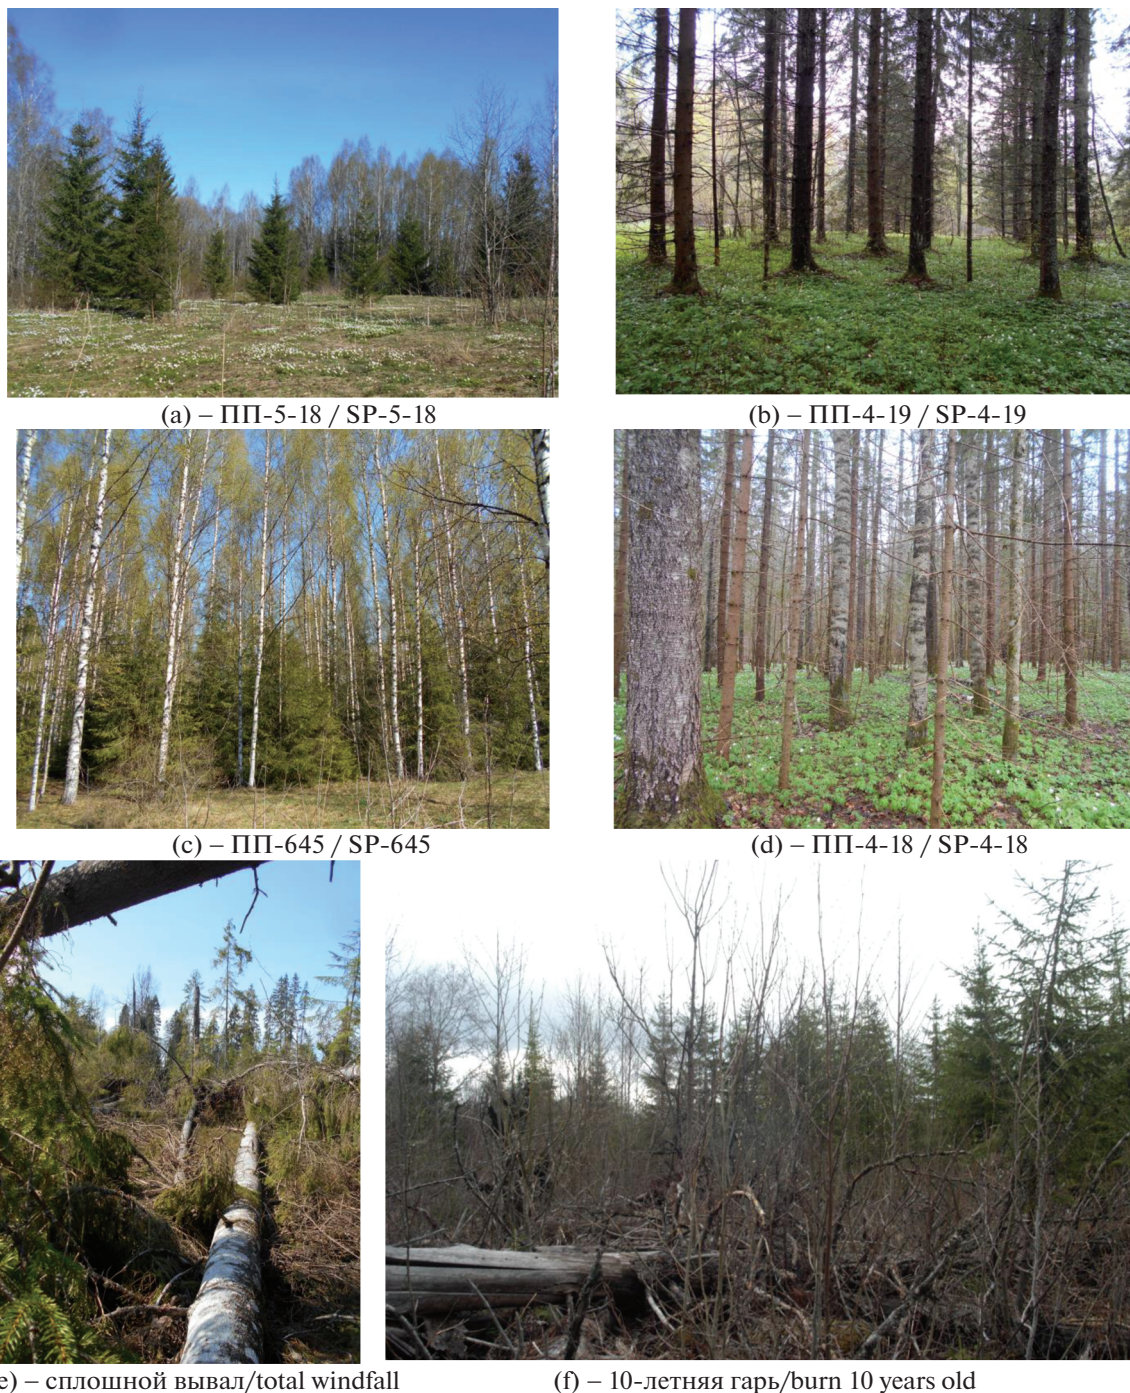 (a) – ПП-5-18 / SP-5-18
(b) – ПП-4-19 / SP-4-19
(c) – ПП-645 / SP-645
(d) – ПП-4-18 / SP-4-18
e) – сплошной вывал/total windfall
(f) – 10-летняя гарь/burn 10 years old